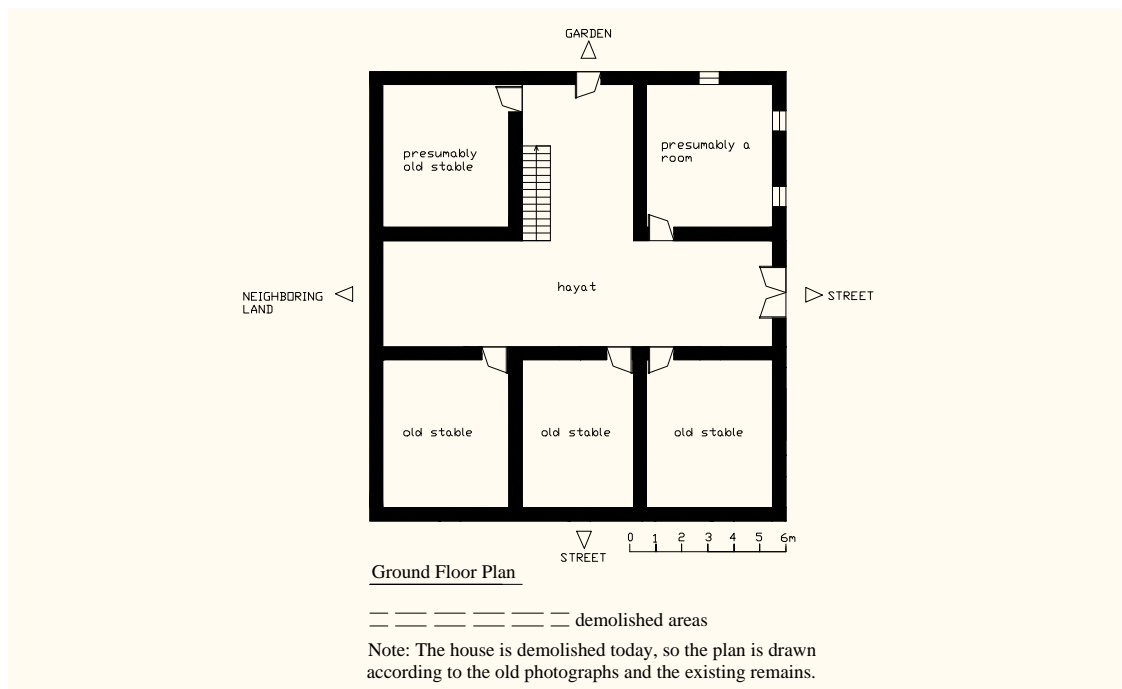 GARDEN
presumably
old stable
presumably a
room
hayat
NEIGHBORING
LAND
STREET
old stable
old stable
old stable
0 1 2 3 4 5 6m
STREET
Ground Floor Plan
demolished areas
Note: The house is demolished today, so the plan is drawn
according to the old photographs and the existing remains.